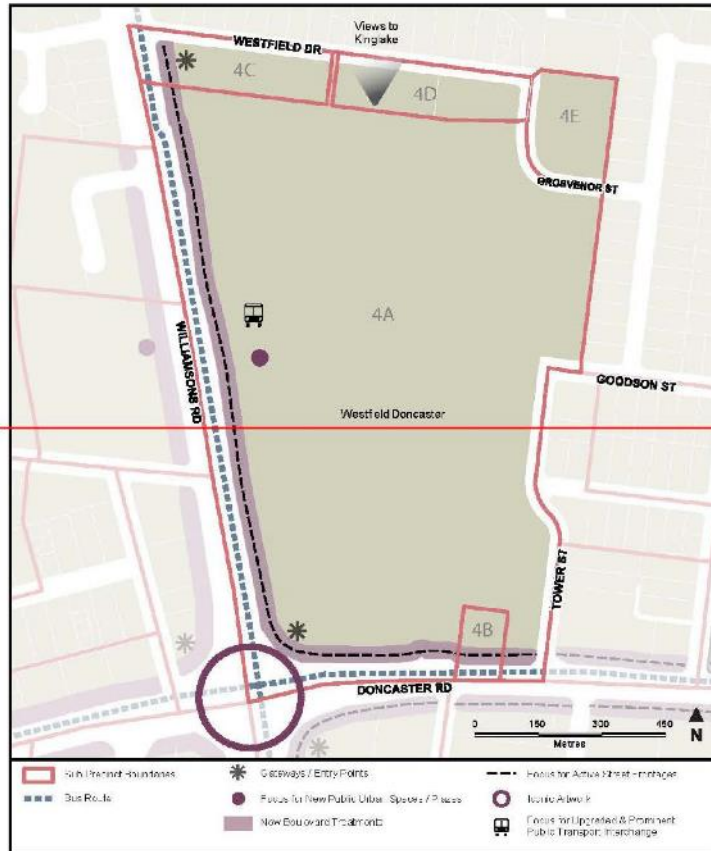 Views to
Kinglake
WESTFIELD DR
4C
4D
4E
GROSVENOR ST
4A
WILLIAMSONS RD
GOODSON ST
Westfield Doncaster
TOWER ST
4B
DONCASTER RD
0 150 300 450
Metres
N
Sub Precinct Boundaries
Gateways / Entry Points
Focus for Active Street Frontages
Bus Route
Focus for New Public Urban Spaces / Plazas
Iconic Artwork
New Boulevard Treatments
Focus for Upgraded & Prominent
Public Transport Interchange